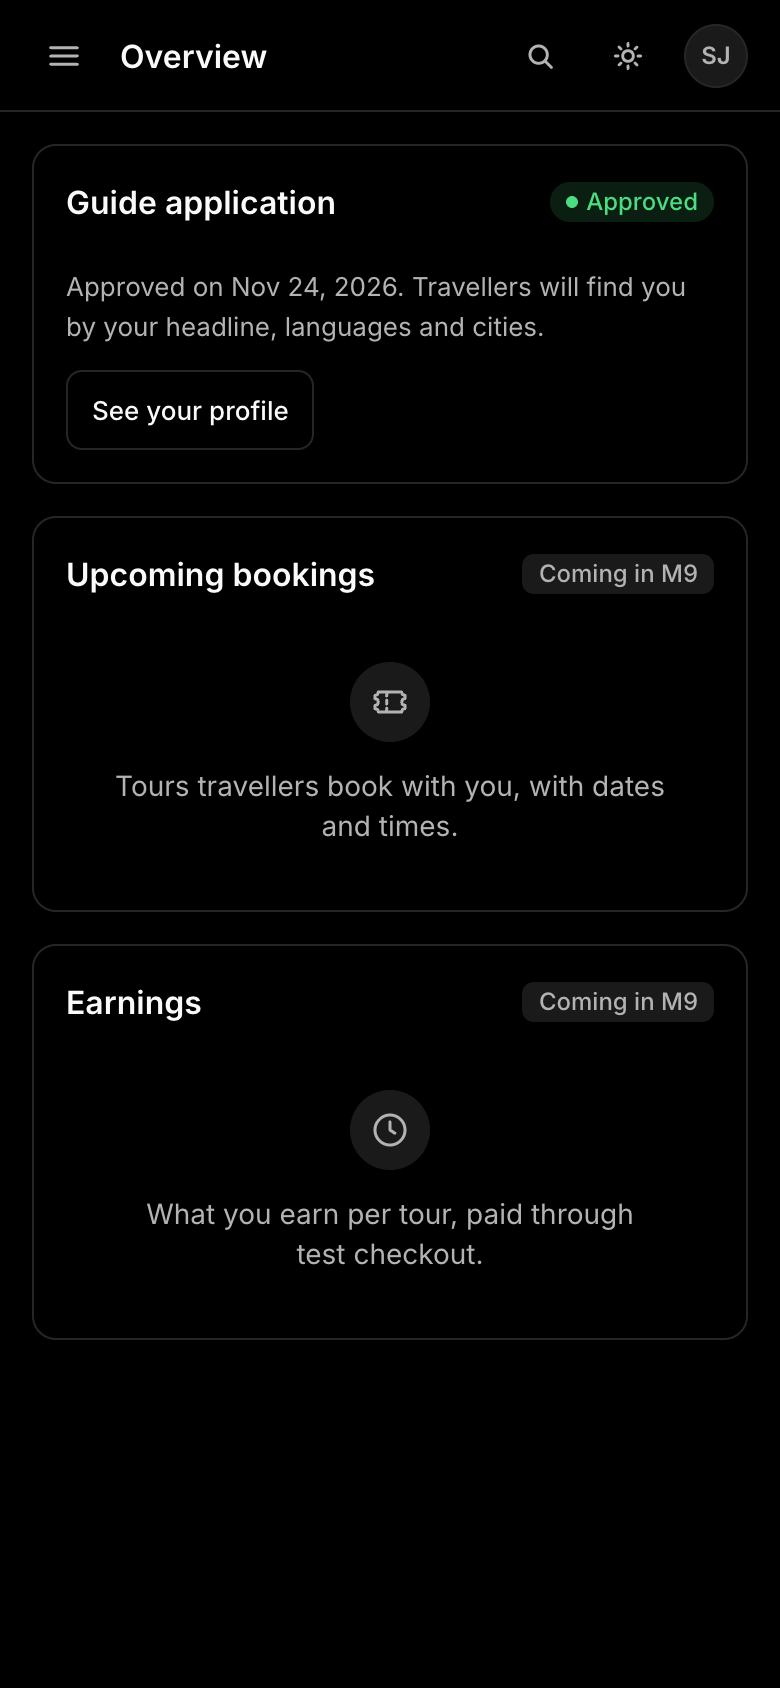 Overview
SJ
Guide application
Approved
Approved on Nov 24, 2026. Travellers will find you
by your headline, languages and cities.
See your profile
Upcoming bookings
Coming in M9
Tours travellers book with you, with dates
and times.
Earnings
Coming in M9
What you earn per tour, paid through
test checkout.